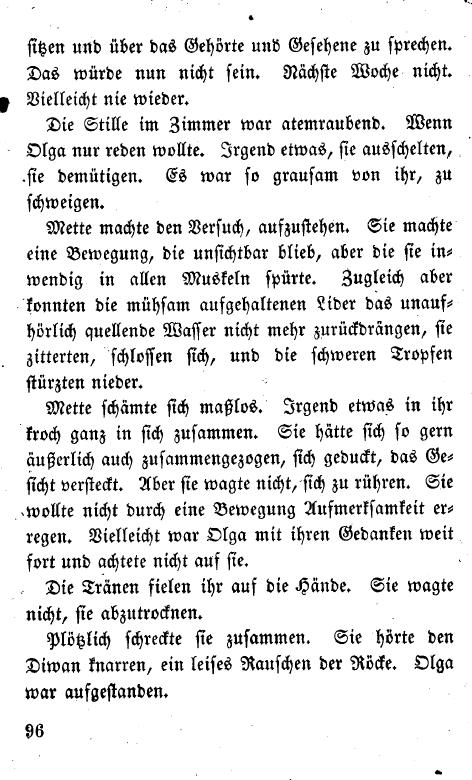 sitzen und über das Gehörte und Gesehene zu sprechen.
Das würde nun nicht sein. Nächste Woche nicht.
Vielleicht nie wieder.
Die Stille im Zimmer war atemraubend. Wenn
Olga nur reden wollte. Irgend etwas, sie ausschelten,
sie demütigen. Es war so grausam von ihr, zu
schweigen.
Mette machte den Versuch, aufzustehen. Sie machte
eine Bewegung, die unsichtbar blieb, aber die sie in-
wendig in allen Muskeln spürte. Zugleich aber
konnten die mühsam aufgehaltenen Lider das unauf-
hörlich quellende Wasser nicht mehr zurückdrängen, sie
zitterten, schlossen sich, und die schweren Tropfen
stürzten nieder.
Mette schämte sich maßlos. Irgend etwas in ihr
kroch ganz in sich zusammen. Sie hätte sich so gern
äußerlich auch zusammengezogen, sich geduckt, das Ge-
sicht versteckt. Aber sie wagte nicht, sich zu rühren. Sie
wollte nicht durch eine Bewegung Aufmerksamkeit er-
regen. Vielleicht war Olga mit ihren Gedanken weit
fort und achtete nicht auf sie.
Die Tränen fielen ihr auf die Hände. Sie wagte
nicht, sie abzutrocknen.
Plötzlich schreckte sie zusammen. Sie hörte den
Diwan knarren, ein leises Rauschen der Röcke. Olga
war aufgestanden.
96